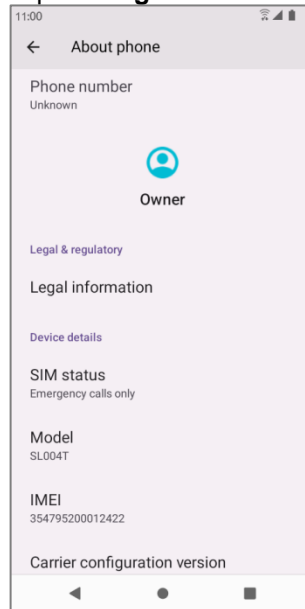 11:00
About phone
Phone number
Unknown
Owner
Legal & regulatory
Legal information
Device details
SIM status
Emergency calls only
Model
SL004T
IMEI
354795200012422
Carrier configuration version